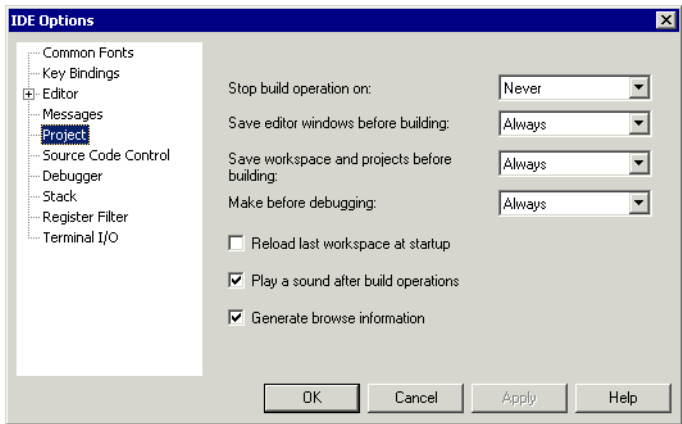 IDE Options
Common Fonts
Key Bindings
Editor
Messages
Project
Source Code Control
Debugger
Stack
Register Filter
Terminal I/O
Stop build operation on:
Never
Save editor windows before building:
Always
Save workspace and projects before
building:
Always
Make before debugging:
Always
Reload last workspace at startup
Play a sound after build operations
Generate browse information
OK
Cancel
Apply
Help